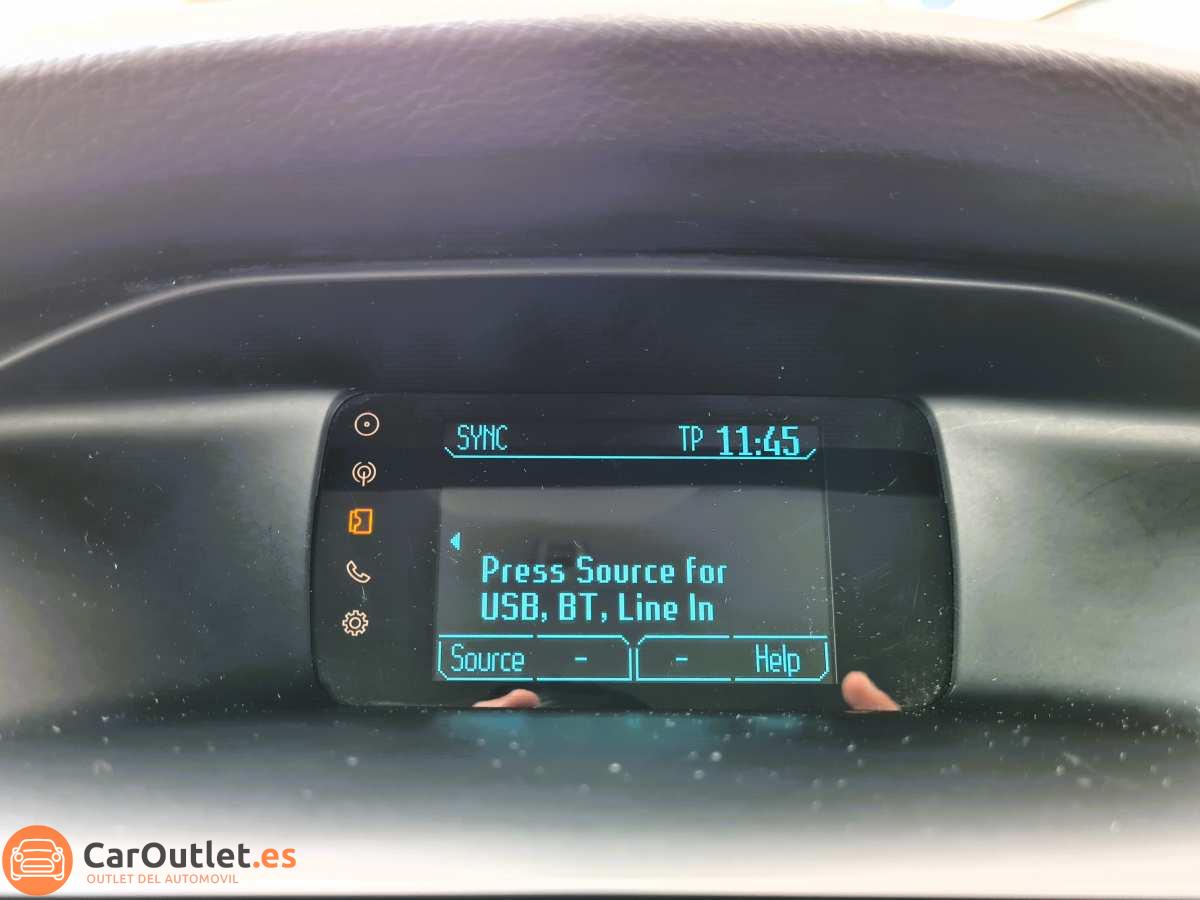 SYNC TP 11:45
Press Source for
USB, BT, Line In
Source - - Help
CarOutlet.es
OUTLET DEL AUTOMOVIL